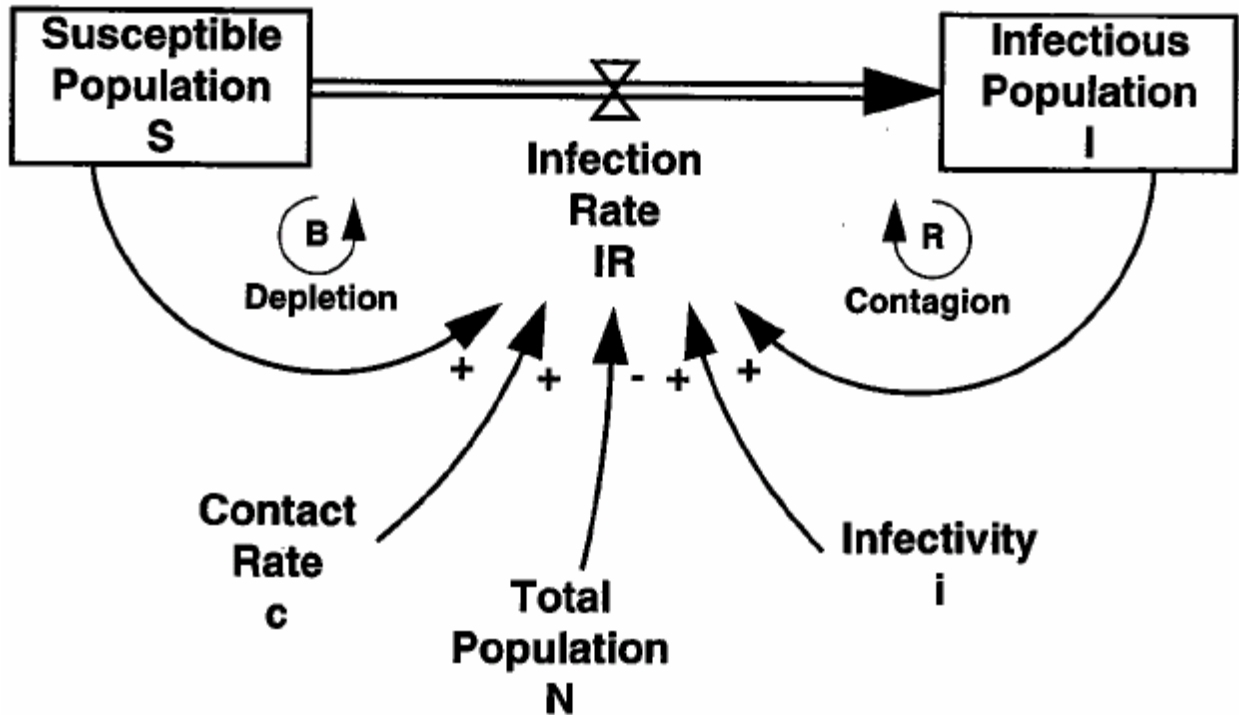 Susceptible
Population
S
Infectious
Population
I
Infection
Rate
IR
B
Depletion
R
Contagion
+
+
-
+
+
Contact
Rate
c
Total
Population
N
Infectivity
i